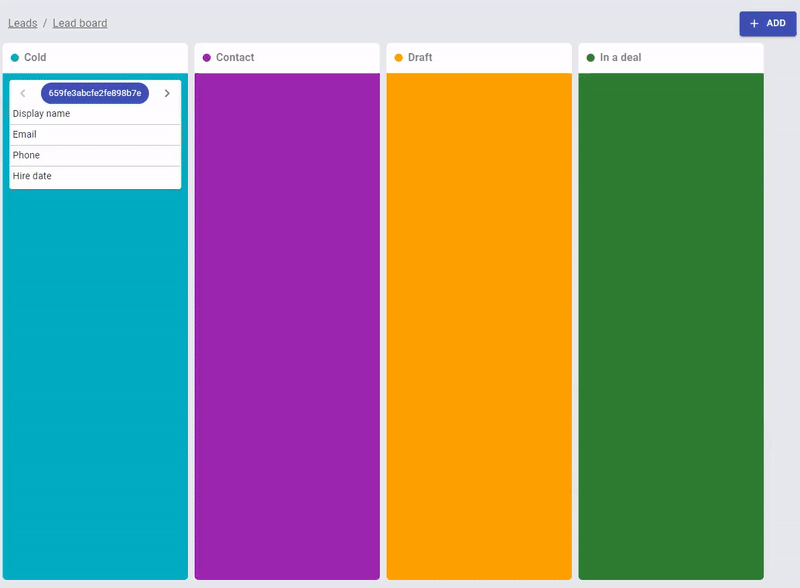 Leads / Lead board
+ ADD
Cold
Contact
Draft
In a deal
659fe3abcfe2fe898b7e
Display name
Email
Phone
Hire date